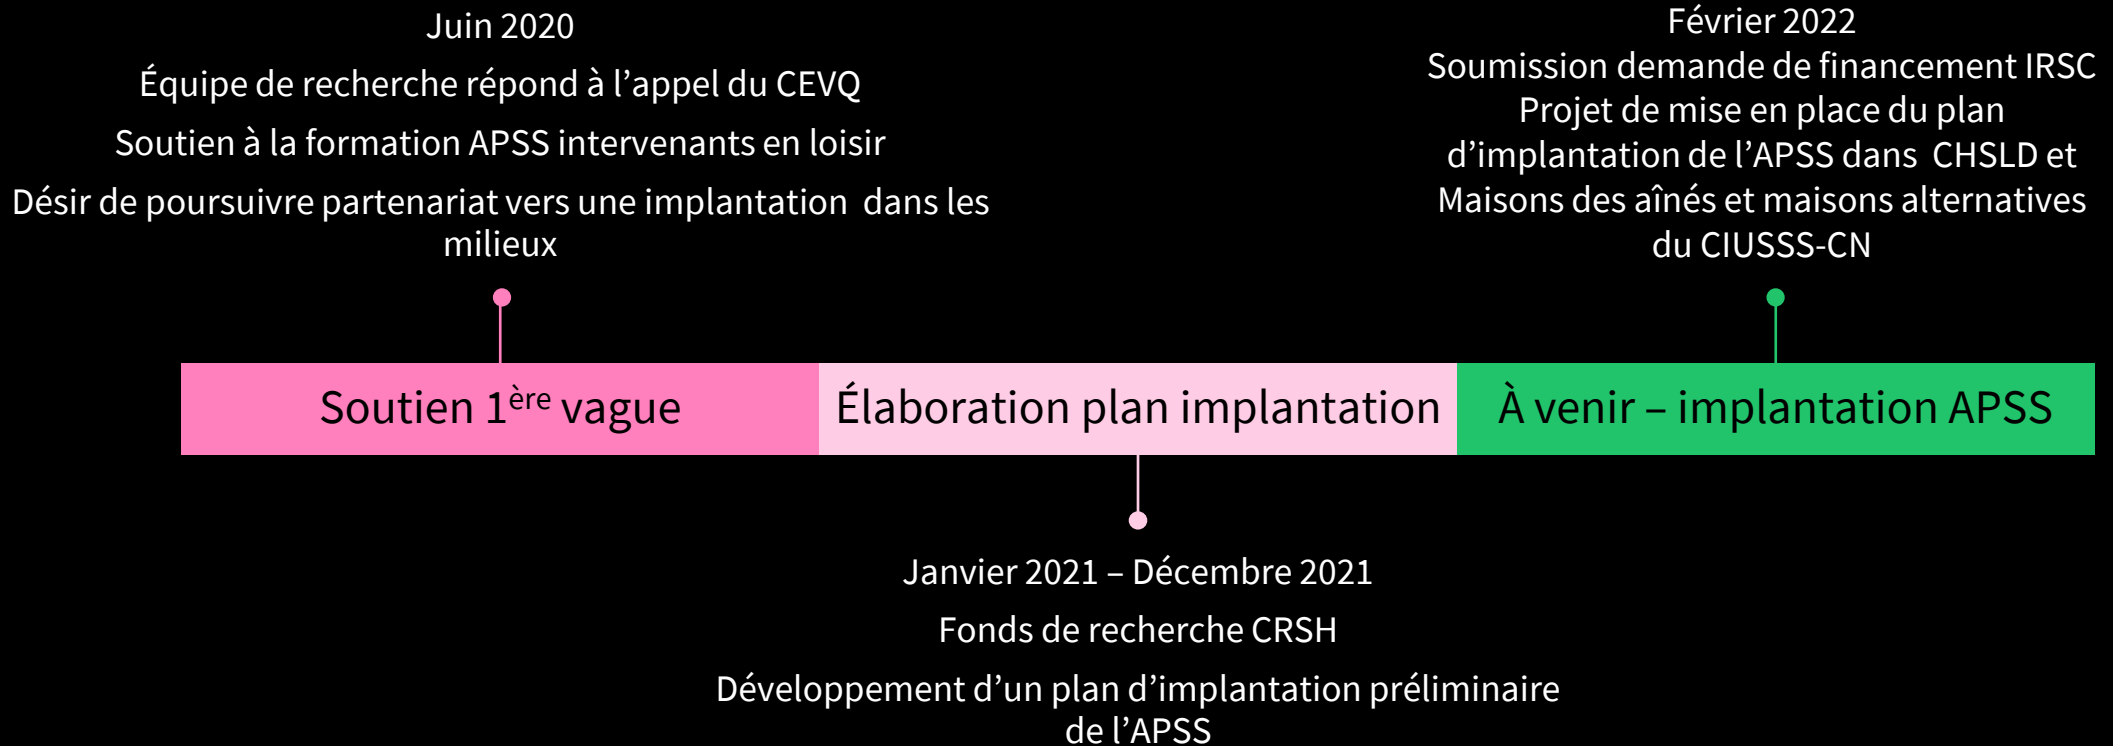 Juin 2020
Équipe de recherche répond à l’appel du CEVQ
Soutien à la formation APSS intervenants en loisir
Désir de poursuivre partenariat vers une implantation dans les
milieux
Février 2022
Soumission demande de financement IRSC
Projet de mise en place du plan
d’implantation de l’APSS dans CHSLD et
Maisons des aînés et maisons alternatives
du CIUSSS-CN
Soutien 1ère vague
Élaboration plan implantation
À venir – implantation APSS
Janvier 2021 – Décembre 2021
Fonds de recherche CRSH
Développement d’un plan d’implantation préliminaire
de l’APSS